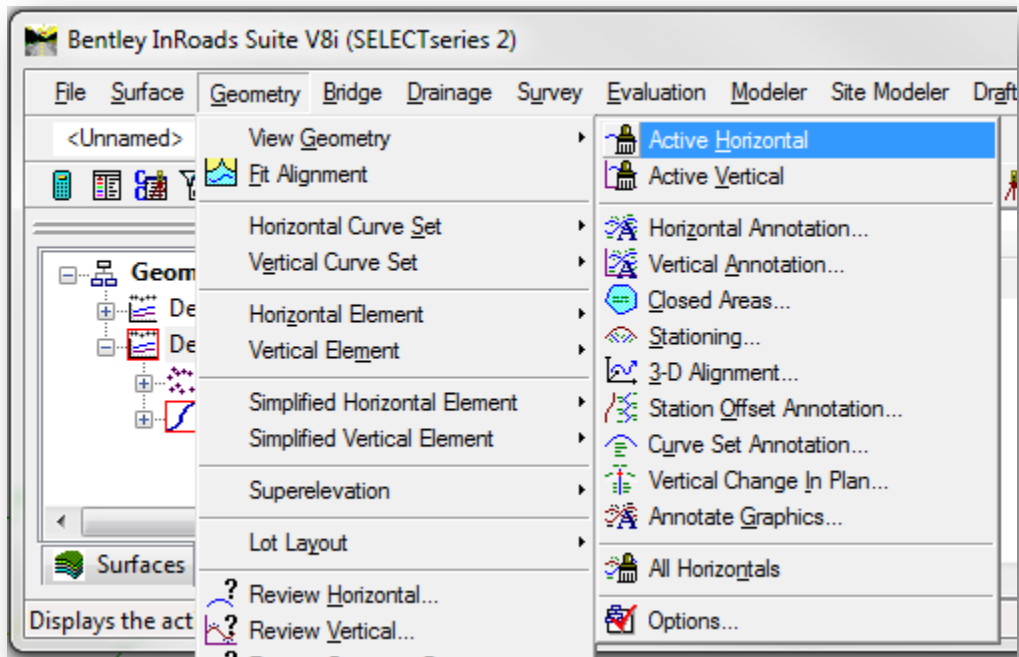 Bentley InRoads Suite V8i (SELECTseries 2)
File Surface Geometry Bridge Drainage Survey Evaluation Modeler Site Modeler Draft
<Unnamed>
Geom
De
De
Surfaces
Displays the act
View Geometry
Fit Alignment
Horizontal Curve Set
Vertical Curve Set
Horizontal Element
Vertical Element
Simplified Horizontal Element
Simplified Vertical Element
Superelevation
Lot Layout
Review Horizontal...
Review Vertical...
Active Horizontal
Active Vertical
Horizontal Annotation...
Vertical Annotation...
Closed Areas...
Stationing...
3-D Alignment...
Station Offset Annotation...
Curve Set Annotation...
Vertical Change In Plan...
Annotate Graphics...
All Horizontals
Options...